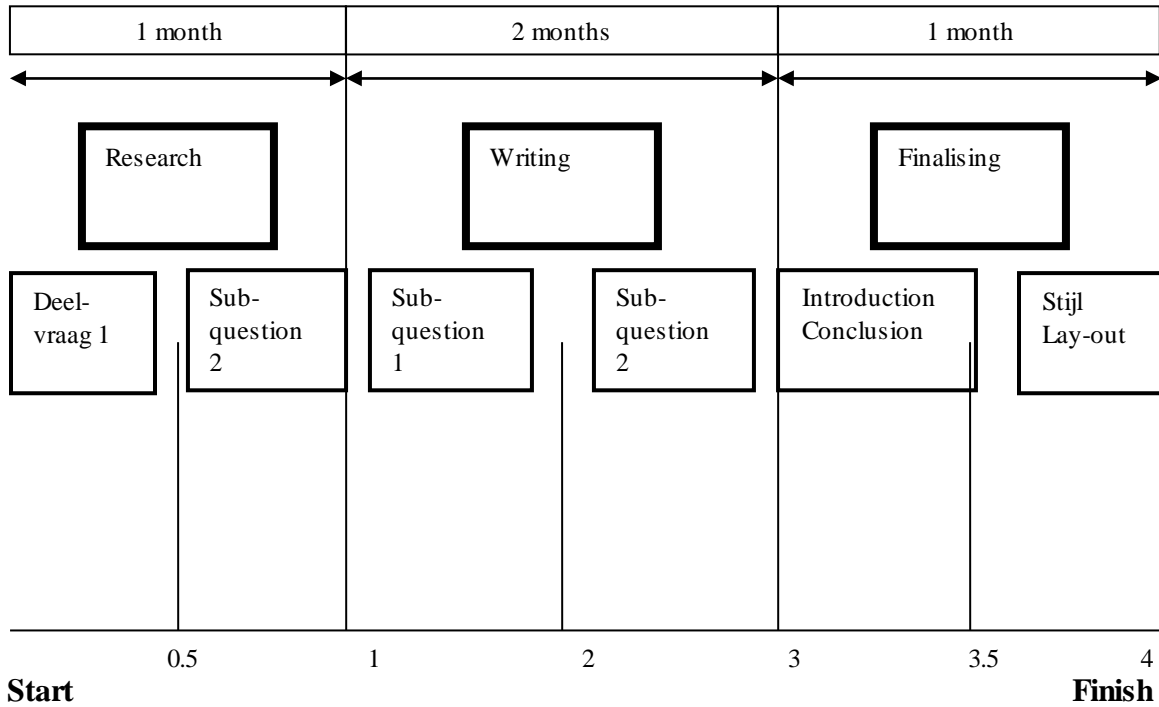 1 month
2 months
1 month
Research
Writing
Finalising
Deel-
vraag 1
Sub-
question
2
Sub-
question
1
Sub-
question
2
Introduction
Conclusion
Stijl
Lay-out
0.5
1
2
3
3.5
4
Start
Finish